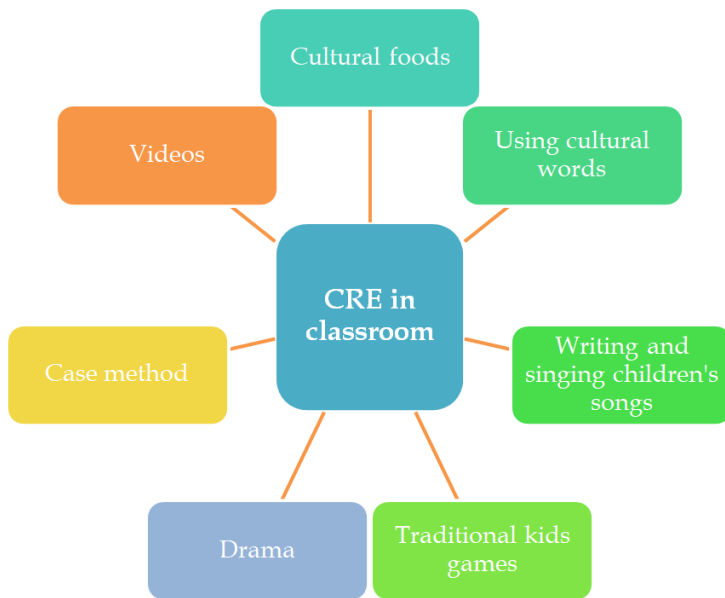 Cultural foods
Videos
Using cultural
words
CRE in
classroom
Case method
Writing and
singing children's
songs
Drama
Traditional kids
games